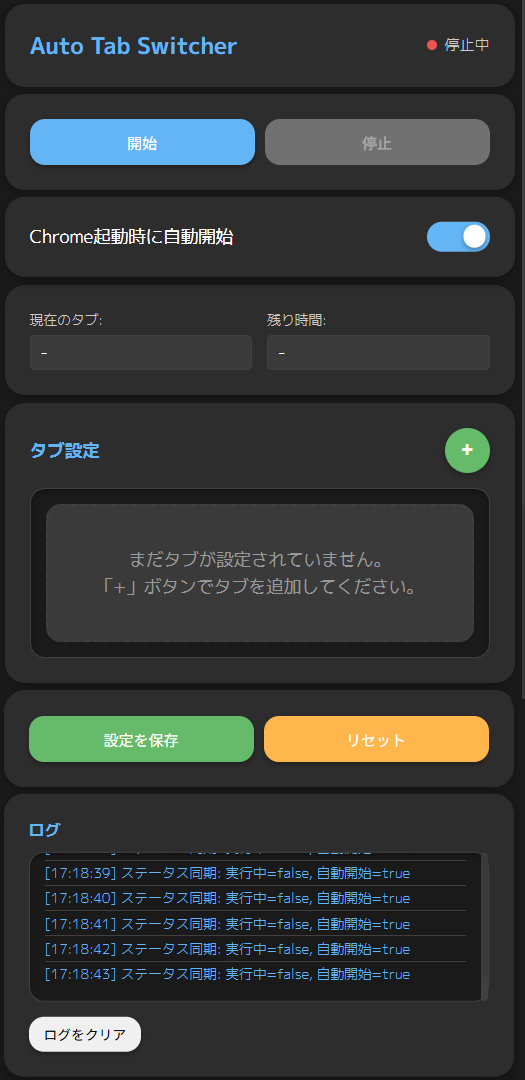 Auto Tab Switcher
停止中
開始
停止
Chrome起動時に自動開始
現在のタブ:
残り時間:
-
-
タブ設定
+
まだタブが設定されていません。
「+」ボタンでタブを追加してください。
設定を保存
リセット
ログ
[17:18:39] ステータス同期: 実行中=false, 自動開始=true
[17:18:40] ステータス同期: 実行中=false, 自動開始=true
[17:18:41] ステータス同期: 実行中=false, 自動開始=true
[17:18:42] ステータス同期: 実行中=false, 自動開始=true
[17:18:43] ステータス同期: 実行中=false, 自動開始=true
ログをクリア